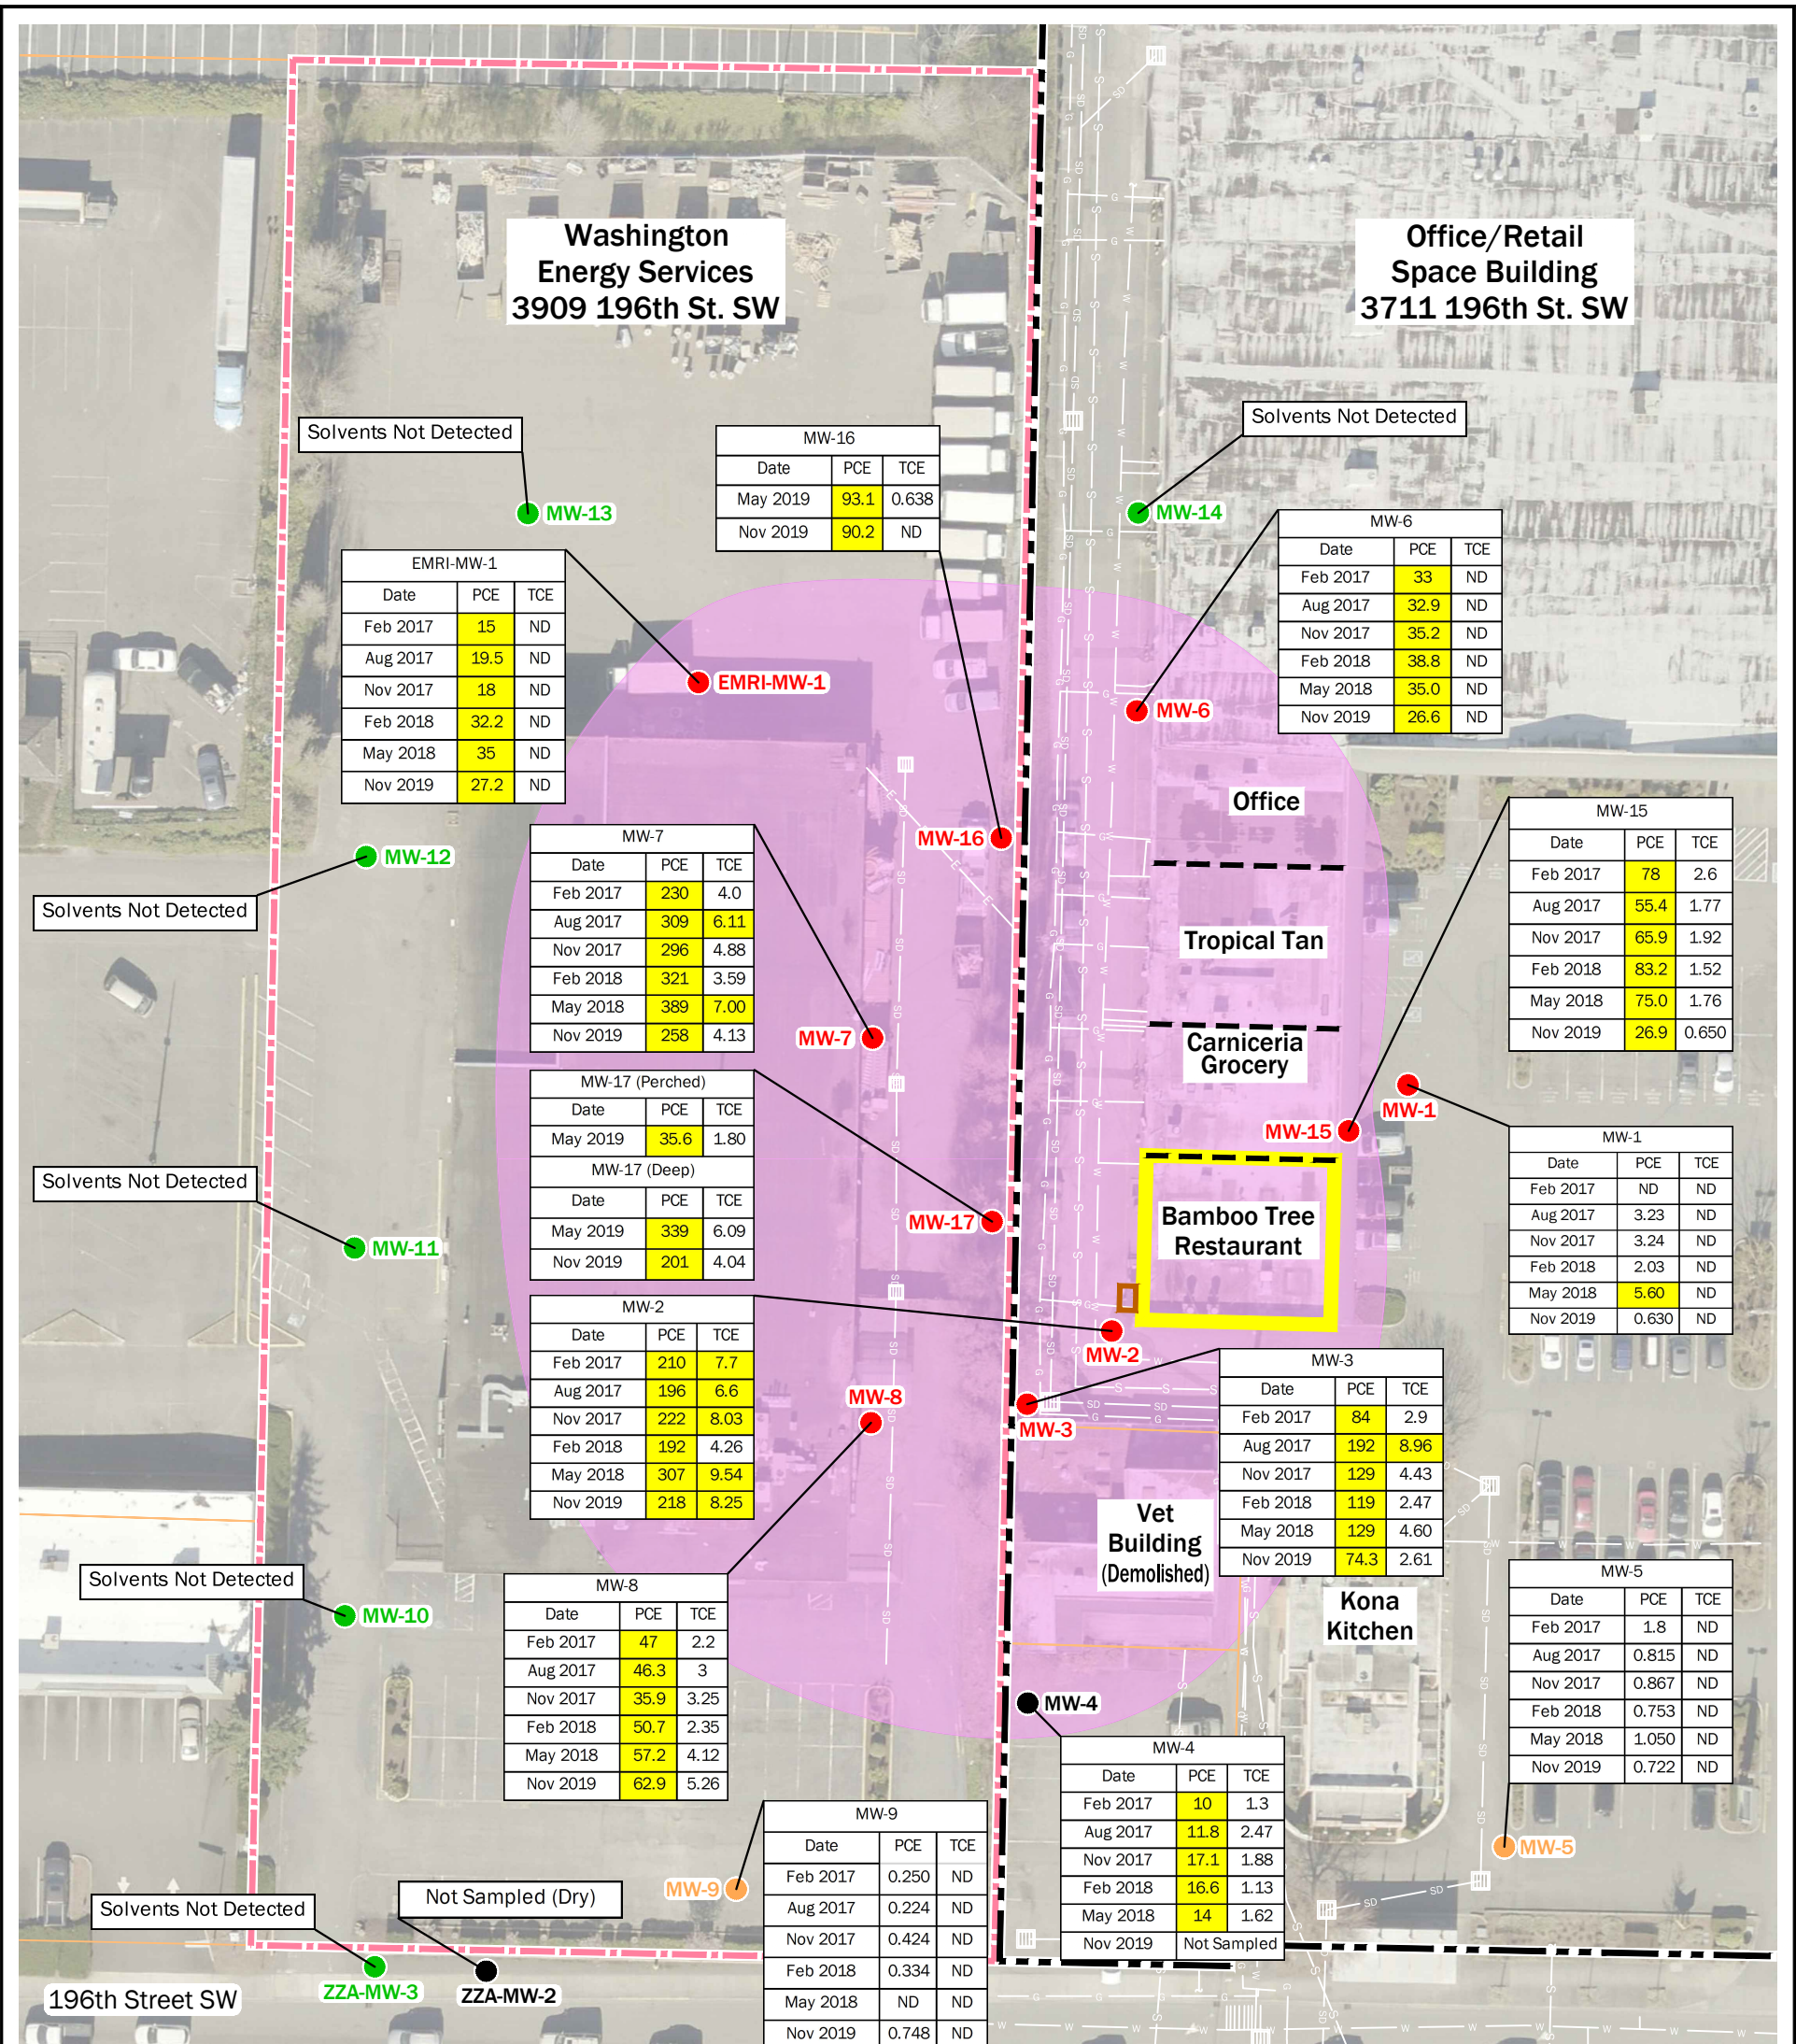 Washington
Energy Services
3909 196th St. SW
Office/Retail
Space Building
3711 196th St. SW
Solvents Not Detected
MW-13
Solvents Not Detected
MW-14
MW-16
Date PCE TCE
May 2019 93.1 0.638
Nov 2019 90.2 ND
MW-6
Date PCE TCE
Feb 2017 33 ND
Aug 2017 32.9 ND
Nov 2017 35.2 ND
Feb 2018 38.8 ND
May 2018 35.0 ND
Nov 2019 26.6 ND
EMRI-MW-1
Date PCE TCE
Feb 2017 15 ND
Aug 2017 19.5 ND
Nov 2017 18 ND
Feb 2018 32.2 ND
May 2018 35 ND
Nov 2019 27.2 ND
EMRI-MW-1
MW-6
Office
MW-16
MW-12
Solvents Not Detected
MW-7
Date PCE TCE
Feb 2017 230 4.0
Aug 2017 309 6.11
Nov 2017 296 4.88
Feb 2018 321 3.59
May 2018 389 7.00
Nov 2019 258 4.13
MW-7
Tropical Tan
Carniceria
Grocery
MW-15
Date PCE TCE
Feb 2017 78 2.6
Aug 2017 55.4 1.77
Nov 2017 65.9 1.92
Feb 2018 83.2 1.52
May 2018 75.0 1.76
Nov 2019 26.9 0.650
MW-1
MW-15
MW-17 (Perched)
Date PCE TCE
May 2019 35.6 1.80
MW-17 (Deep)
Date PCE TCE
May 2019 339 6.09
Nov 2019 201 4.04
MW-17
Bamboo Tree
Restaurant
MW-1
Date PCE TCE
Feb 2017 ND ND
Aug 2017 3.23 ND
Nov 2017 3.24 ND
Feb 2018 2.03 ND
May 2018 5.60 ND
Nov 2019 0.630 ND
Solvents Not Detected
MW-11
MW-2
Date PCE TCE
Feb 2017 210 7.7
Aug 2017 196 6.6
Nov 2017 222 8.03
Feb 2018 192 4.26
May 2018 307 9.54
Nov 2019 218 8.25
MW-2
MW-8
MW-3
MW-3
Date PCE TCE
Feb 2017 84 2.9
Aug 2017 192 8.96
Nov 2017 129 4.43
Feb 2018 119 2.47
May 2018 129 4.60
Nov 2019 74.3 2.61
Vet
Building
(Demolished)
Kona
Kitchen
Solvents Not Detected
MW-10
MW-8
Date PCE TCE
Feb 2017 47 2.2
Aug 2017 46.3 3
Nov 2017 35.9 3.25
Feb 2018 50.7 2.35
May 2018 57.2 4.12
Nov 2019 62.9 5.26
MW-5
Date PCE TCE
Feb 2017 1.8 ND
Aug 2017 0.815 ND
Nov 2017 0.867 ND
Feb 2018 0.753 ND
May 2018 1.050 ND
Nov 2019 0.722 ND
MW-5
MW-4
MW-4
Date PCE TCE
Feb 2017 10 1.3
Aug 2017 11.8 2.47
Nov 2017 17.1 1.88
Feb 2018 16.6 1.13
May 2018 14 1.62
Nov 2019 Not Sampled
MW-9
MW-9
Date PCE TCE
Feb 2017 0.250 ND
Aug 2017 0.224 ND
Nov 2017 0.424 ND
Feb 2018 0.334 ND
May 2018 ND ND
Nov 2019 0.748 ND
Solvents Not Detected
Not Sampled (Dry)
ZZA-MW-3
ZZA-MW-2
196th Street SW